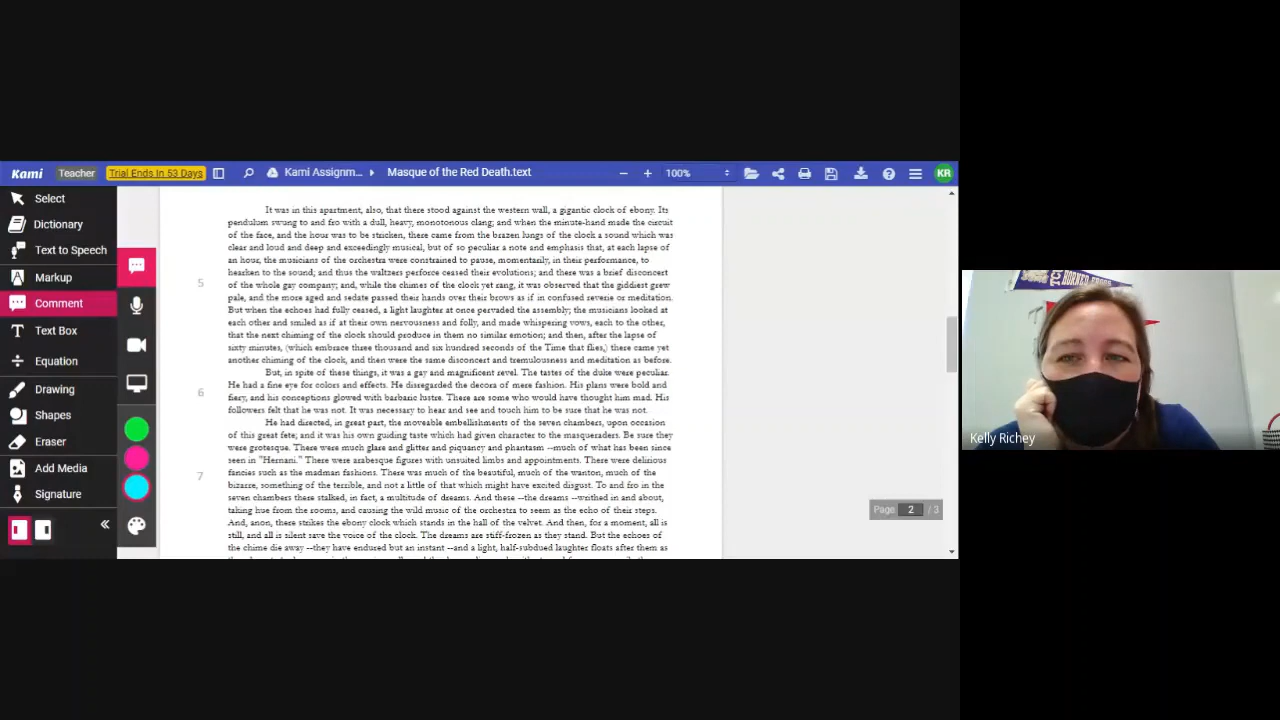 Kami Teacher Trial Ends In 53 Days Kami Assignm... Masque of the Red Death.text 100% KR
Select
Dictionary
Text to Speech
Markup
Comment
Text Box
Equation
Drawing
Shapes
Eraser
Add Media
Signature
It was in this apartment, also, that there stood against the western wall, a gigantic clock of ebony. Its
pendulum swung to and fro with a dull, heavy, monotonous clang; and when the minute-hand made the circuit
of the face, and the hour was to be stricken, there came from the brazen lungs of the clock a sound which was
clear and loud and deep and exceedingly musical, but of so peculiar a note and emphasis that, at each lapse of
an hour, the musicians of the orchestra were constrained to pause, momentarily, in their performance, to
hearken to the sound; and thus the waltzers perforce ceased their evolutions; and there was a brief disconcert
5 of the whole gay company; and, while the chimes of the clock yet rang, it was observed that the giddiest grew
pale, and the more aged and sedate passed their hands over their brows as if in confused reverie or meditation.
But when the echoes had fully ceased, a light laughter at once pervaded the assembly; the musicians looked at
each other and smiled as if at their own nervousness and folly, and made whispering vows, each to the other,
that the next chiming of the clock should produce in them no similar emotion; and then, after the lapse of
sixty minutes, (which embrace three thousand and six hundred seconds of the Time that flies,) there came yet
another chiming of the clock, and then were the same disconcert and tremulousness and meditation as before.
But, in spite of these things, it was a gay and magnificent revel. The tastes of the duke were peculiar.
He had a fine eye for colors and effects. He disregarded the decora of mere fashion. His plans were bold and
6 fiery, and his conceptions glowed with barbaric lustre. There are some who would have thought him mad. His
followers felt that he was not. It was necessary to hear and see and touch him to be sure that he was not.
He had directed, in great part, the moveable embellishments of the seven chambers, upon occasion
of this great fete; and it was his own guiding taste which had given character to the masqueraders. Be sure they
were grotesque. There were much glare and glitter and piquancy and phantasm --much of what has been since
seen in "Hernani." There were arabesque figures with unsuited limbs and appointments. There were delirious
7 fancies such as the madman fashions. There was much of the beautiful, much of the wanton, much of the
bizarre, something of the terrible, and not a little of that which might have excited disgust. To and fro in the
seven chambers there stalked, in fact, a multitude of dreams. And these --the dreams --writhed in and about,
taking hue from the rooms, and causing the wild music of the orchestra to seem as the echo of their steps.
And, anon, there strikes the ebony clock which stands in the hall of the velvet. And then, for a moment, all is
still, and all is silent save the voice of the clock. The dreams are stiff-frozen as they stand. But the echoes of
the chime die away --they have endured but an instant --and a light, half-subdued laughter floats after them as
Page 2 / 3
HORNED FROGS
Kelly Richey